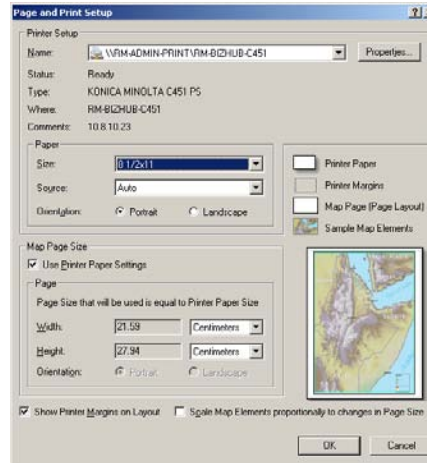 Page and Print Setup
Printer Setup
Name: \\RM-ADMIN-PRINT\RM-BIZHUB-C451 Properties...
Status: Ready
Type: KONICA MINOLTA C451 PS
Where: RM-BIZHUB-C451
Comments: 10.8.10.23
Paper
Size: 8 1/2x11
Source: Auto
Orientation: Portrait Landscape
Printer Paper
Printer Margins
Map Page (Page Layout)
Sample Map Elements
Map Page Size
Use Printer Paper Settings
Page
Page Size that will be used is equal to Printer Paper Size
Width: 21.59 Centimeters
Height: 27.94 Centimeters
Orientation: Portrait Landscape
Show Printer Margins on Layout Scale Map Elements proportionally to changes in Page Size
OK Cancel